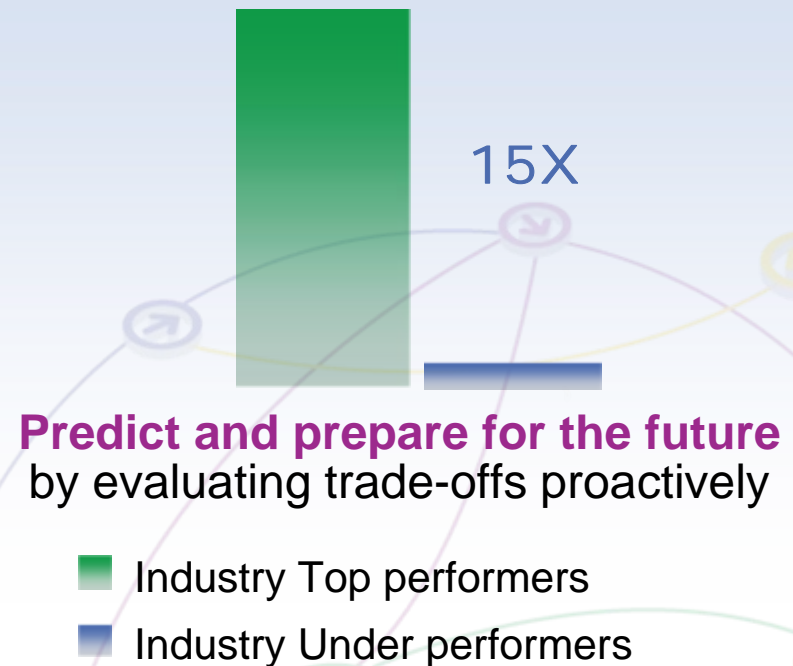 15X
Predict and prepare for the future
by evaluating trade-offs proactively
Industry Top performers
Industry Under performers